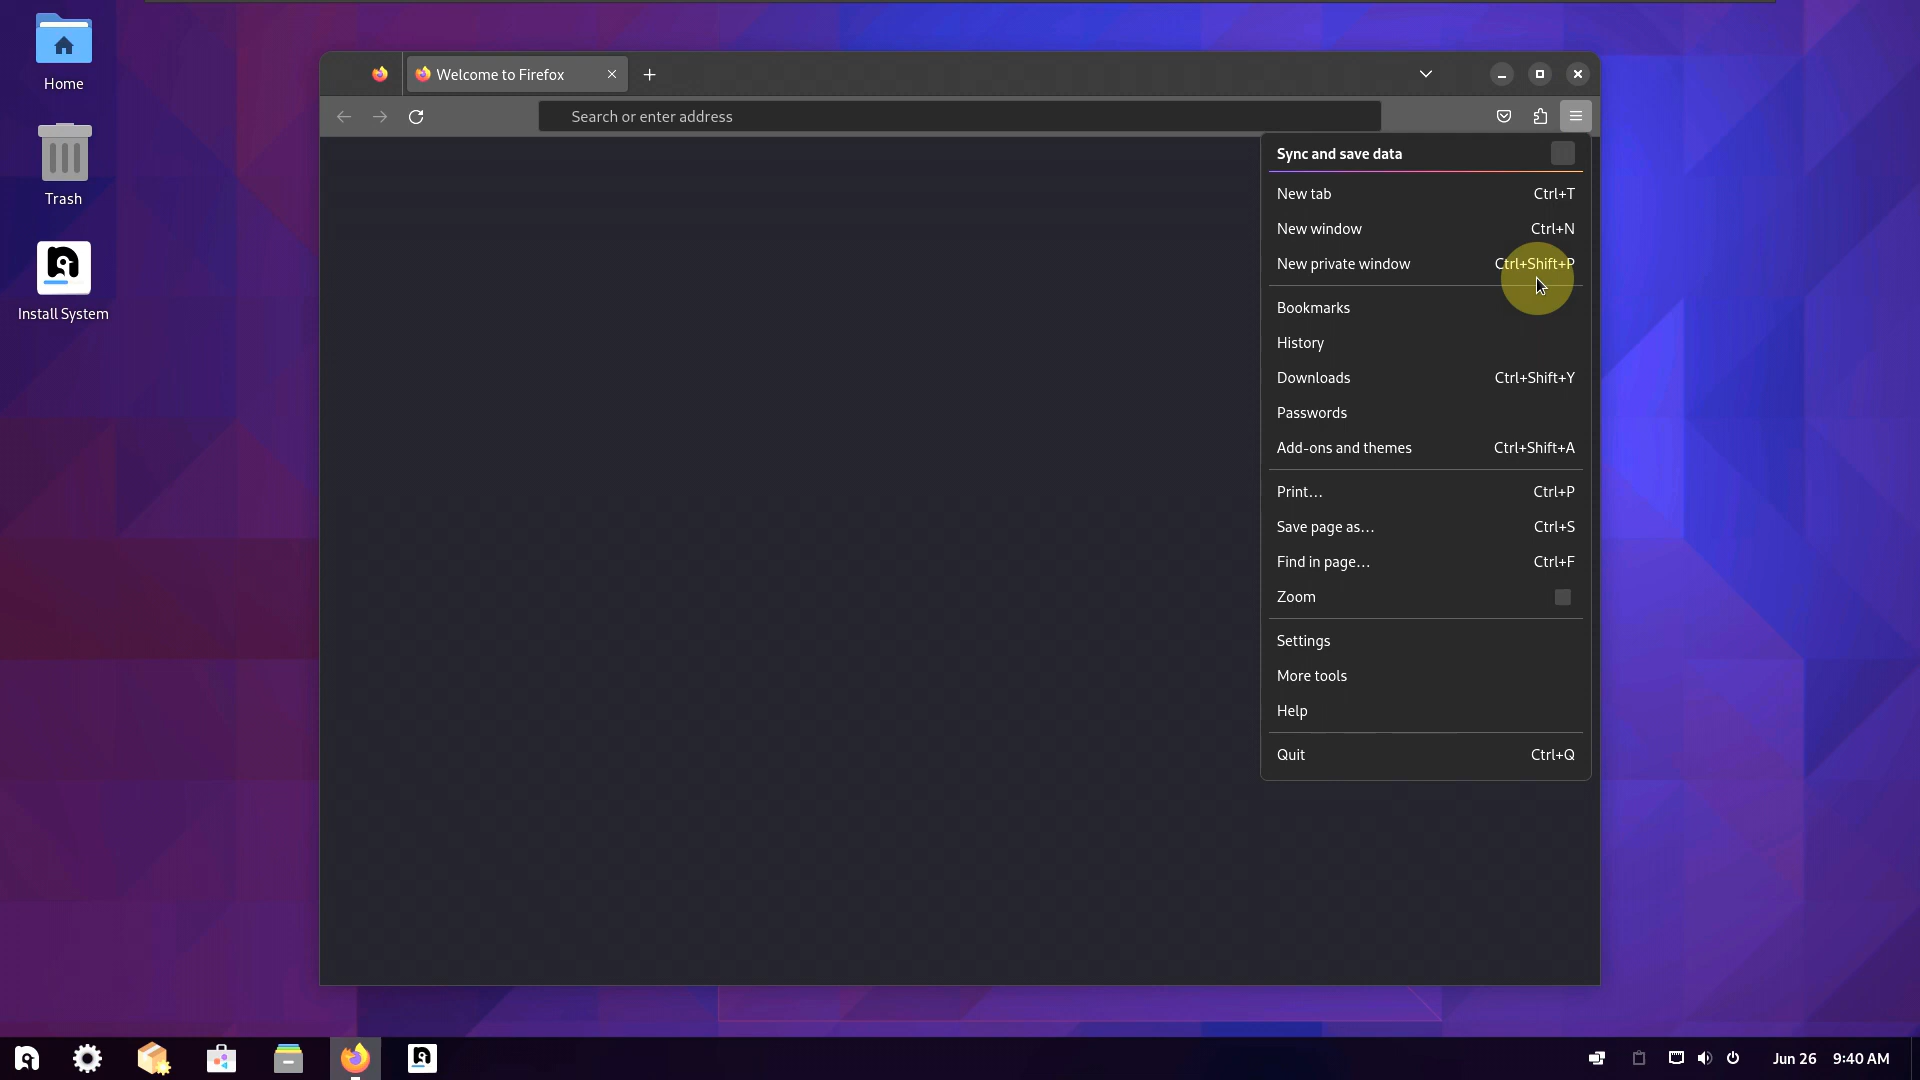 Home
Trash
Install System
Welcome to Firefox
Search or enter address
Sync and save data
New tab Ctrl+T
New window Ctrl+N
New private window Ctrl+Shift+P
Bookmarks
History
Downloads Ctrl+Shift+Y
Passwords
Add-ons and themes Ctrl+Shift+A
Print… Ctrl+P
Save page as… Ctrl+S
Find in page… Ctrl+F
Zoom
Settings
More tools
Help
Quit Ctrl+Q
Jun 26 9:40 AM